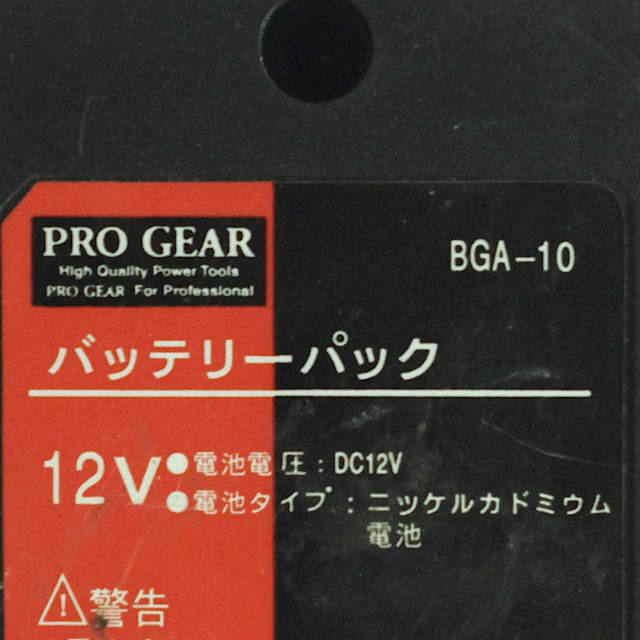 PRO GEAR
High Quality Power Tools
PRO GEAR For Professional
BGA-10
バッテリーパック
12V
●電池電圧:DC12V
●電池タイプ:ニッケルカドミウム
電池
警告